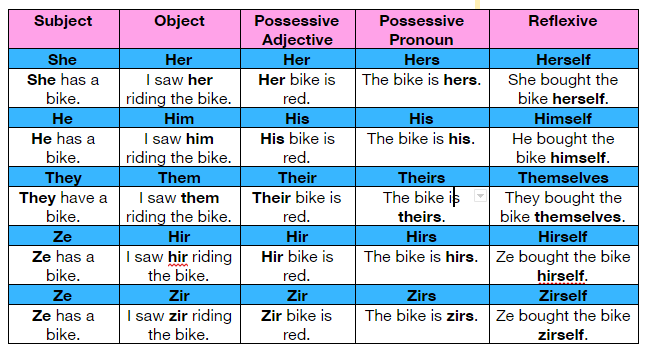 Subject Object Possessive Adjective Possessive Pronoun Reflexive
She Her Her Hers Herself
She has a bike. I saw her riding the bike. Her bike is red. The bike is hers. She bought the bike herself.
He Him His His Himself
He has a bike. I saw him riding the bike. His bike is red. The bike is his. He bought the bike himself.
They Them Their Theirs Themselves
They have a bike. I saw them riding the bike. Their bike is red. The bike is theirs. They bought the bike themselves.
Ze Hir Hir Hirs Hirself
Ze has a bike. I saw hir riding the bike. Hir bike is red. The bike is hirs. Ze bought the bike hirself.
Ze Zir Zir Zirs Zirself
Ze has a bike. I saw zir riding the bike. Zir bike is red. The bike is zirs. Ze bought the bike zirself.